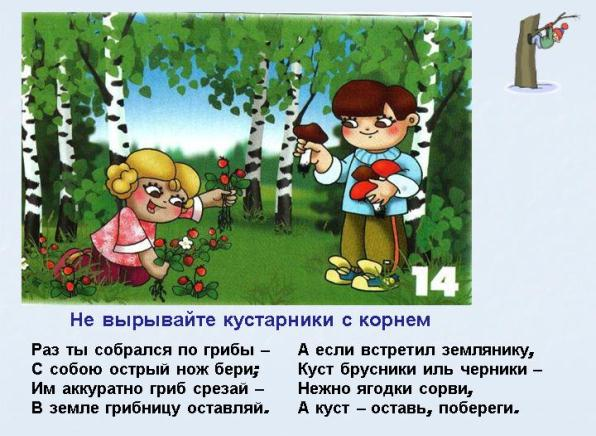 14
Не вырывайте кустарники с корнем
Раз ты собрался по грибы –
С собою острый нож бери;
Им аккуратно гриб срезай –
В земле грибницу оставляй.
А если встретил землянику,
Куст брусники иль черники –
Нежно ягодки сорви,
А куст – оставь, побереги.